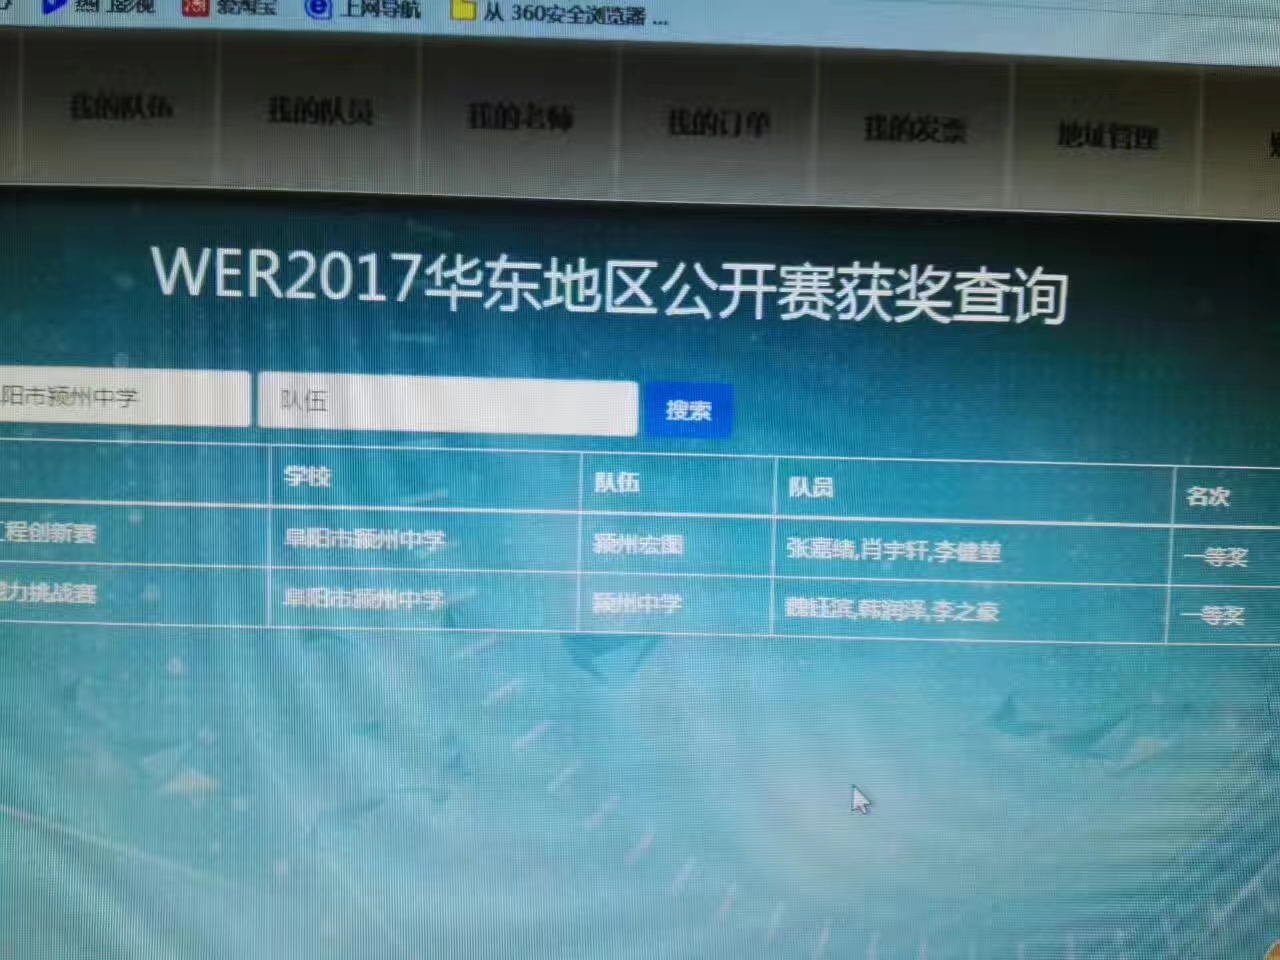 热门影视 爱淘宝 上网导航 从 360安全浏览器 ...
我的队伍 我的队员 我的老师 我的订单 我的发票 地址管理
WER2017华东地区公开赛获奖查询
阳市颍州中学 队伍 搜索
学校 队伍 队员 名次
工程创新赛 阜阳市颍州中学 颍州宏图 张嘉绪,肖宇轩,李健堃 一等奖
能力挑战赛 阜阳市颍州中学 颍州中学 魏钰滨,韩润泽,李之豪 一等奖